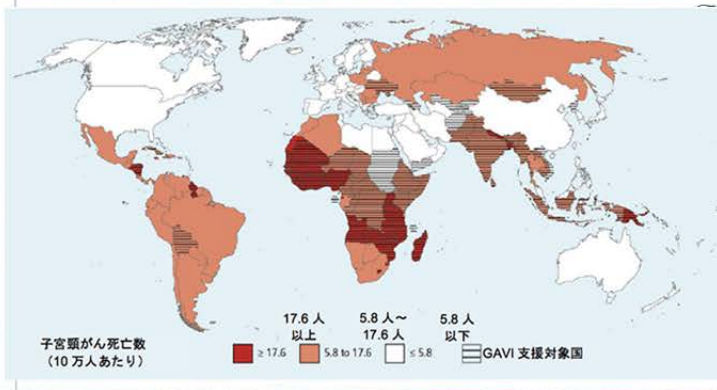 17.6 人
以上
5.8 人～
17.6 人
5.8 人
以下
子宮頸がん死亡数
（10 万人あたり）
≥ 17.6
5.8 to 17.6
≤ 5.8
GAVI 支援対象国